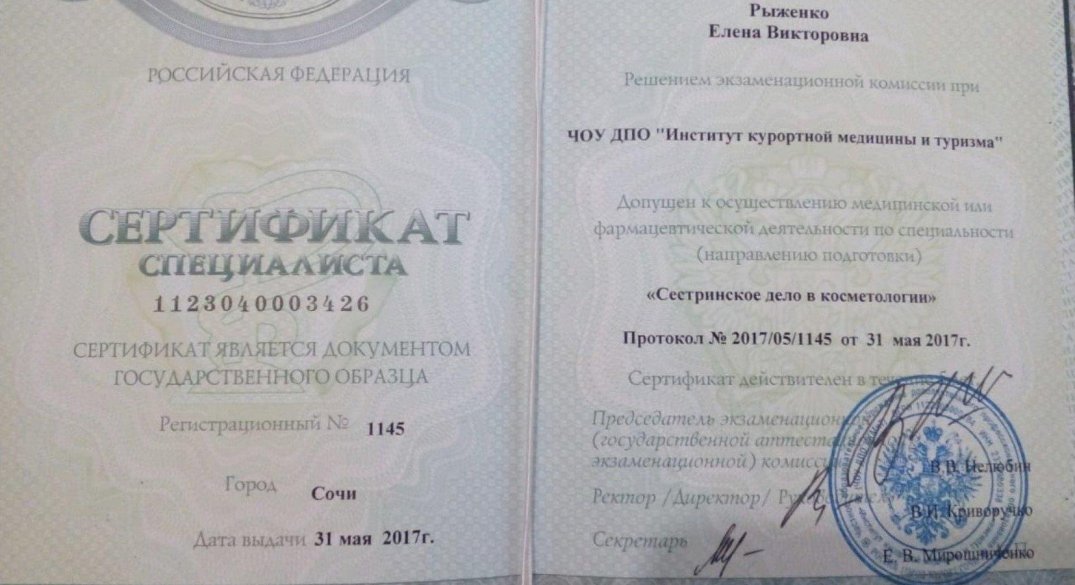 РОССИЙСКАЯ ФЕДЕРАЦИЯ
СЕРТИФИКАТ
СПЕЦИАЛИСТА
1123040003426
СЕРТИФИКАТ ЯВЛЯЕТСЯ ДОКУМЕНТОМ
ГОСУДАРСТВЕННОГО ОБРАЗЦА
Регистрационный № 1145
Город Сочи
Дата выдачи 31 мая 2017г.
Рыженко
Елена Викторовна
Решением экзаменационной комиссии при
ЧОУ ДПО "Институт курортной медицины и туризма"
Допущен к осуществлению медицинской или
фармацевтической деятельности по специальности
(направлению подготовки)
«Сестринское дело в косметологии»
Протокол № 2017/05/1145 от 31 мая 2017г.
Сертификат действителен в
Председатель экзаменационной
(государственной
экзаменационной) комиссии
В.В. Целюбин
Ректор /Директор/ Руководитель
В.И. Криворучко
Секретарь
Е. В. Мирошниченко